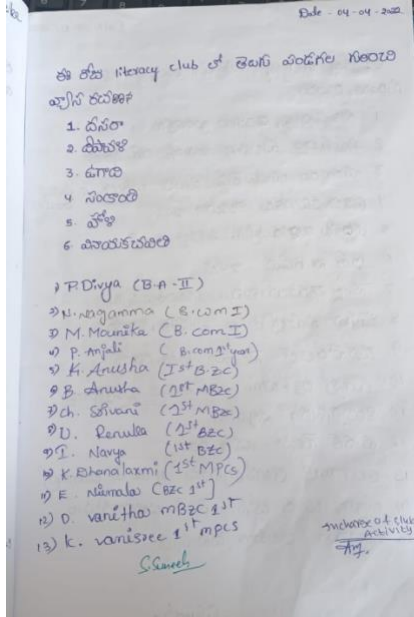 Date - 04-04-2022
ఈ రోజు literacy club లో తెలుగు పండగల గురించి
వ్యాస రచన
1. దసరా
2. దీపావళి
3. ఉగాది
4 సంక్రాంతి
5. హోళి
6 వినాయకచవితి
1) P. Divya (B.A-II)
2) N. Nagamma (B.com I)
3) M. Mounika (B.com I)
4) P. Anjali (B.com 1st year)
5) K. Anusha (Ist B.ZC)
6) B. Anusha (1st MBZC)
7) Ch. Shivani (1st MBZC)
8) D. Renuka (1st BZC)
9) I. Navya (1st BZC)
10) K. Dhanalaxmi (1st MPCs)
11) E. Nirmala (BZC 1st]
12) D. vanitha mBZC 1st
13) K. vanisree 1st mpcs
Incharge of club
Activity
S. Suresh